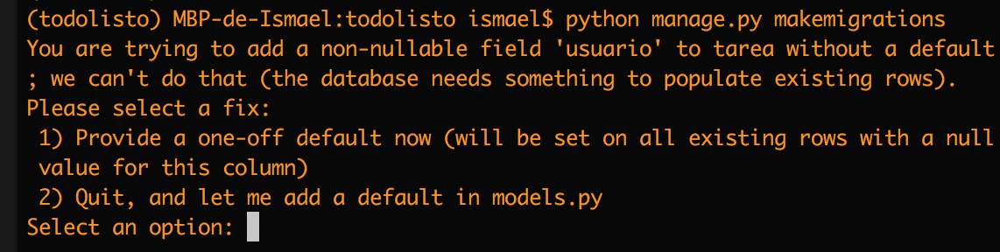 (todolisto) MBP-de-Ismael:todolisto ismael$ python manage.py makemigrations
You are trying to add a non-nullable field 'usuario' to tarea without a default
; we can't do that (the database needs something to populate existing rows).
Please select a fix:
 1) Provide a one-off default now (will be set on all existing rows with a null
 value for this column)
 2) Quit, and let me add a default in models.py
Select an option: